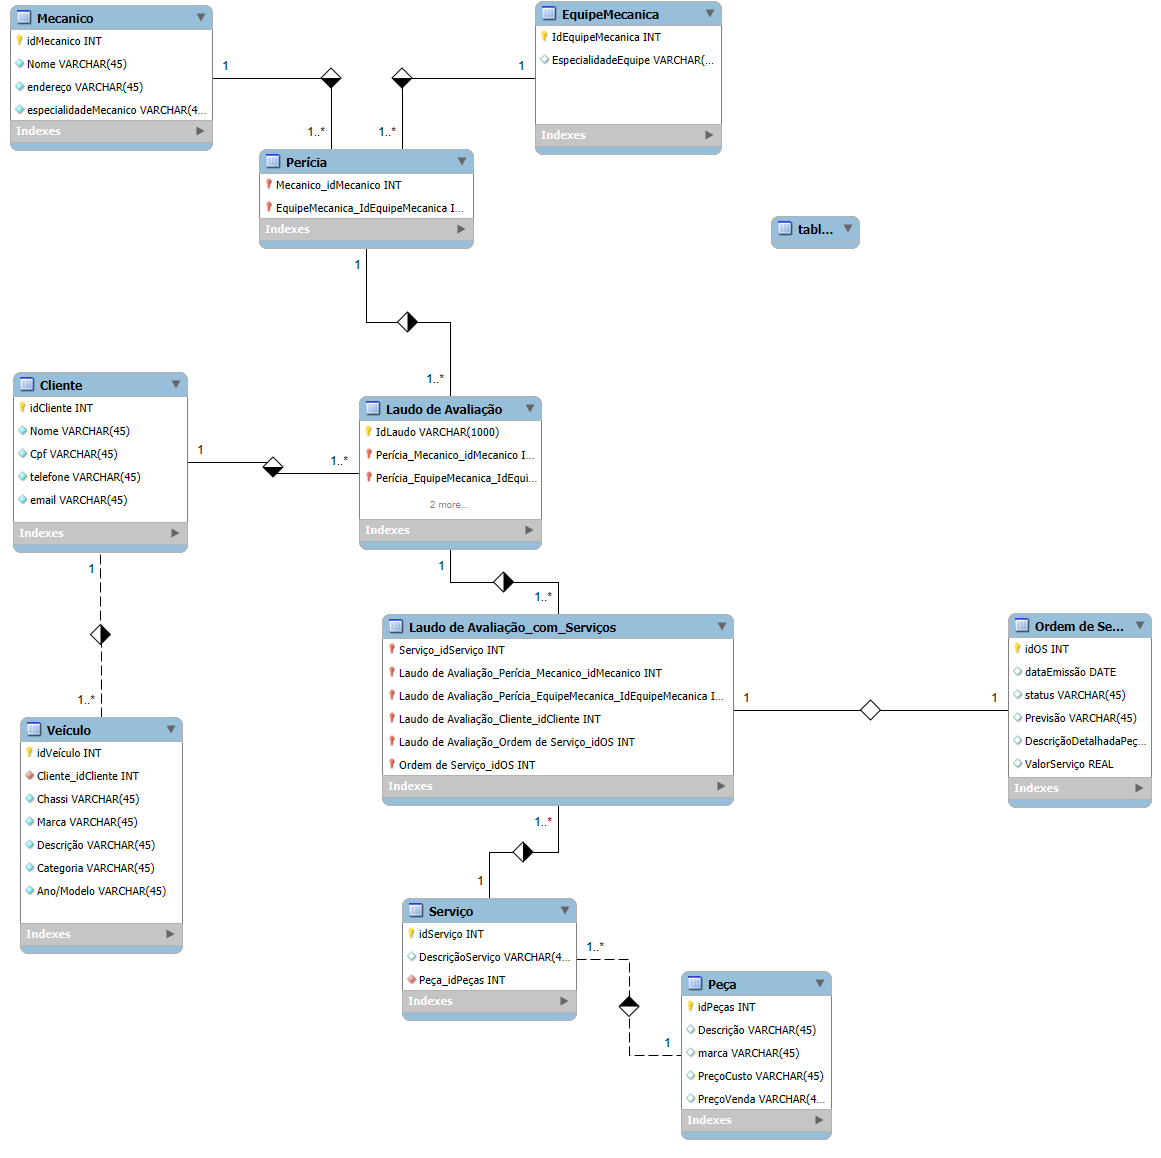 Mecanico
idMecanico INT
Nome VARCHAR(45)
endereço VARCHAR(45)
especialidadeMecanico VARCHAR(4...
Indexes
1
1..*
EquipeMecanica
IdEquipeMecanica INT
EspecialidadeEquipe VARCHAR(...
Indexes
1
1..*
Perícia
Mecanico_idMecanico INT
EquipeMecanica_IdEquipeMecanica I...
Indexes
tabl...
1
1..*
Cliente
idCliente INT
Nome VARCHAR(45)
Cpf VARCHAR(45)
telefone VARCHAR(45)
email VARCHAR(45)
Indexes
1
1..*
Laudo de Avaliação
IdLaudo VARCHAR(1000)
Perícia_Mecanico_idMecanico I...
Perícia_EquipeMecanica_IdEqui...
2 more...
Indexes
1
1..*
1
1..*
Laudo de Avaliação_com_Serviços
Serviço_idServiço INT
Laudo de Avaliação_Perícia_Mecanico_idMecanico INT
Laudo de Avaliação_Perícia_EquipeMecanica_IdEquipeMecanica I...
Laudo de Avaliação_Cliente_idCliente INT
Laudo de Avaliação_Ordem de Serviço_idOS INT
Ordem de Serviço_idOS INT
Indexes
1
1
Ordem de Se...
idOS INT
dataEmissão DATE
status VARCHAR(45)
Previsão VARCHAR(45)
DescriçãoDetalhadaPeç...
ValorServiço REAL
Indexes
Veículo
idVeículo INT
Cliente_idCliente INT
Chassi VARCHAR(45)
Marca VARCHAR(45)
Descrição VARCHAR(45)
Categoria VARCHAR(45)
Ano/Modelo VARCHAR(45)
Indexes
1..*
1
Serviço
idServiço INT
DescriçãoServiço VARCHAR(4...
Peça_idPeças INT
Indexes
1..*
1
Peça
idPeças INT
Descrição VARCHAR(45)
marca VARCHAR(45)
PreçoCusto VARCHAR(45)
PreçoVenda VARCHAR(4...
Indexes